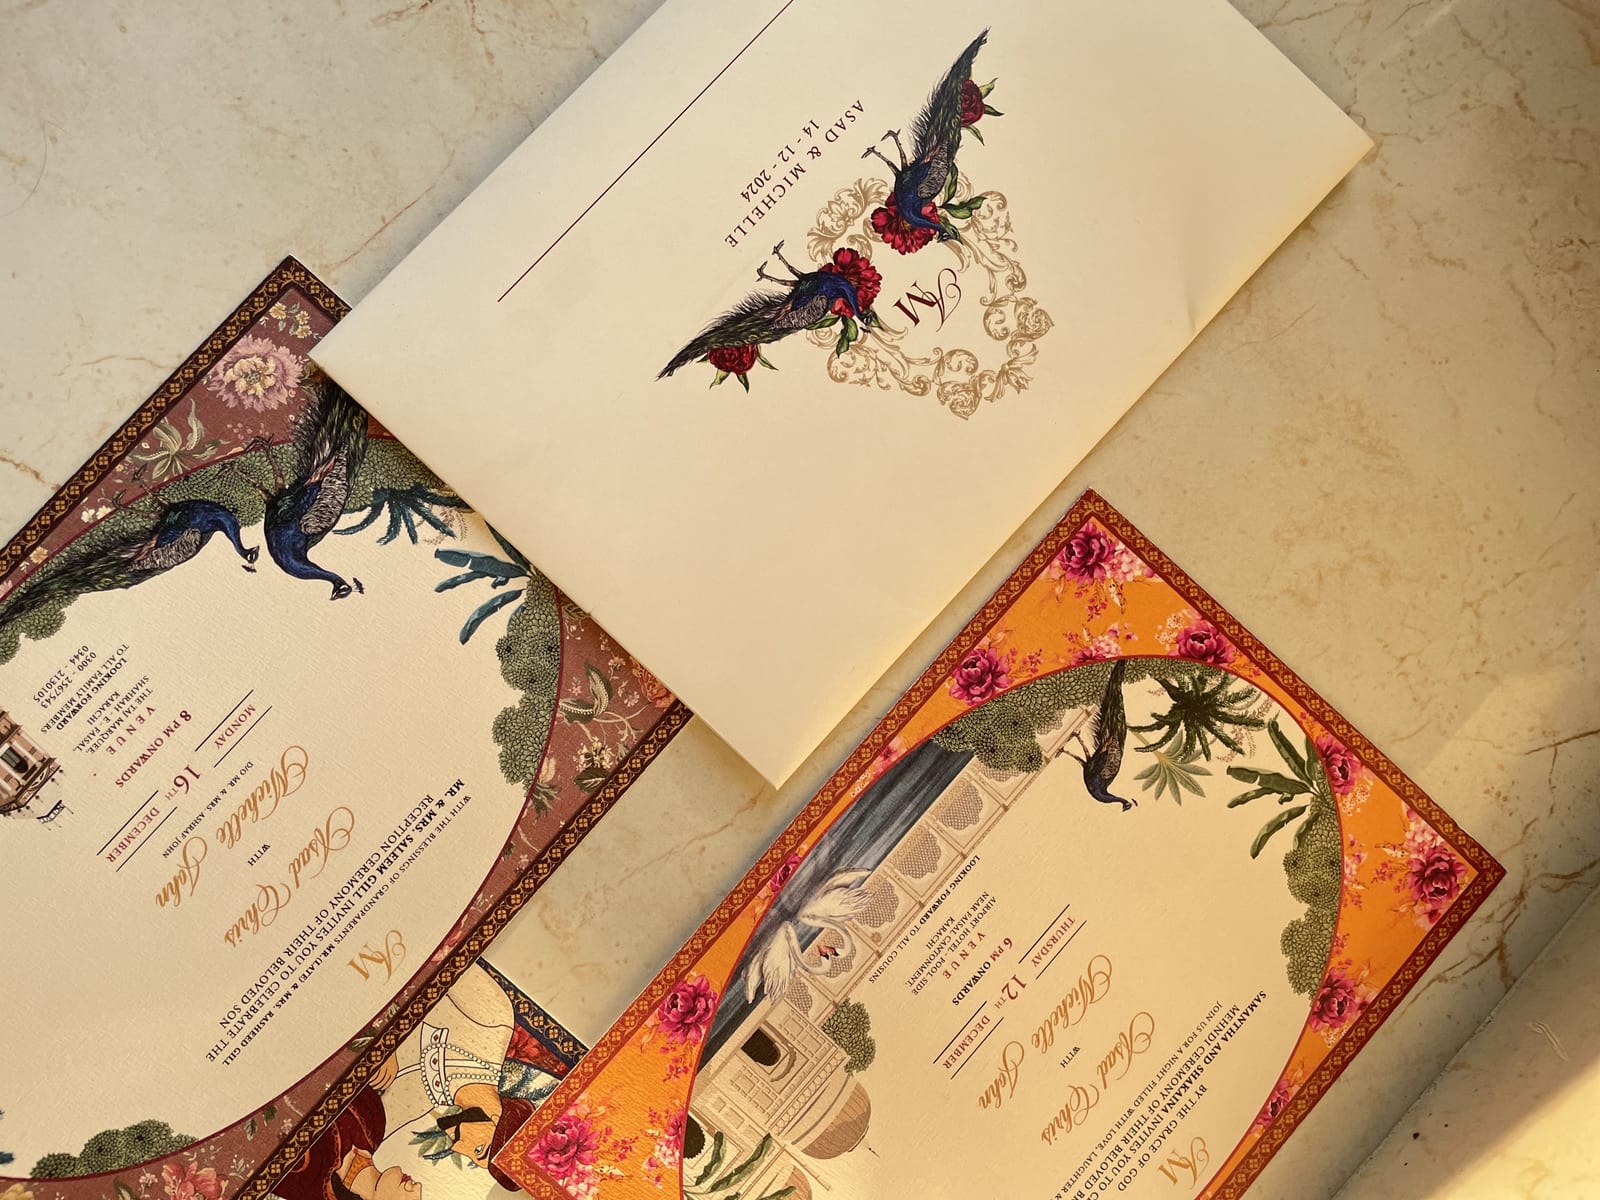 AM
ASAD & MICHELLE
14 - 12 - 2024
AM
WITH THE BLESSINGS OF GRANDPARENTS MR.(LATE) & MRS. RASHEED GILL
MR. & MRS. SALEEM GILL INVITES YOU TO CELEBRATE THE
RECEPTION CEREMONY OF THEIR BELOVED SON
Asad Chris
WITH
Michelle John
D/O MR. & MRS ASHRAF JOHN
MONDAY 16TH DECEMBER
8 PM ONWARDS
VENUE
THE TAJ MARQUEE,
SHAHRAH - E - FAISAL
KARACHI
LOOKING FORWARD
TO ALL FAMILY MEMBERS
0300 - 2567543
0344 - 2130105
AM
BY THE GRACE OF GOD
SAMANTHA AND SHAKAINA INVITES YOU TO
MEHNDI CEREMONY OF THEIR BELOVED
JOIN US FOR A NIGHT FILLED WITH LOVE, LAUGHTER &
Asad Chris
WITH
Michelle John
THURSDAY 12TH DECEMBER
6 PM ONWARDS
VENUE
AIRPORT HOTEL - POOL SIDE
NEAR FAISAL CANTONMENT,
KARACHI
LOOKING FORWARD TO ALL COUSINS